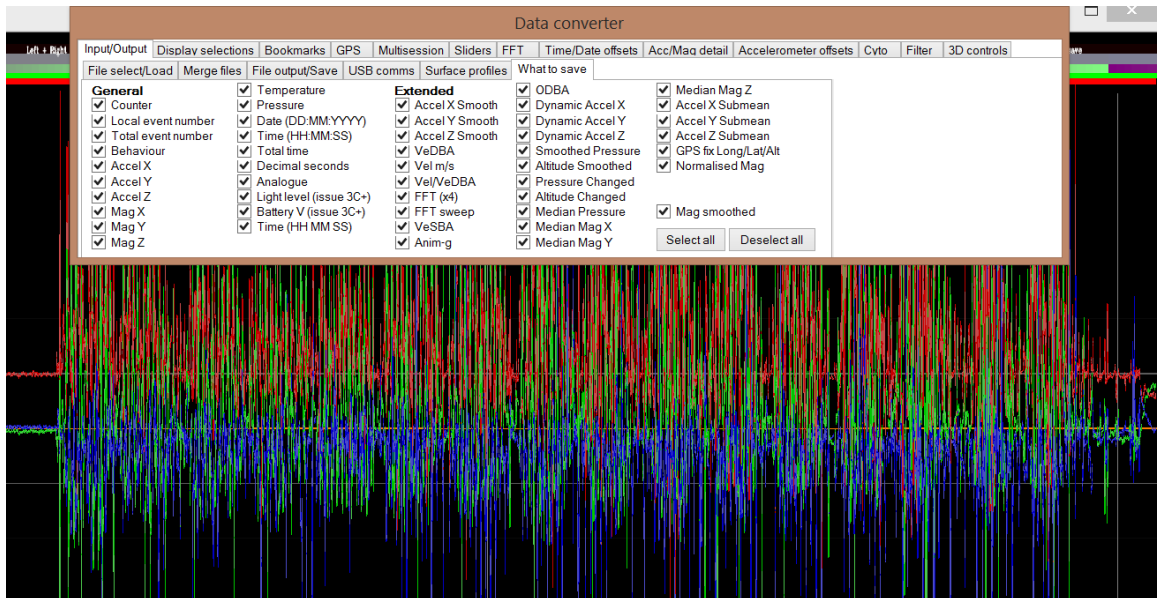 Data converter
Left + Right
Input/Output Display selections Bookmarks GPS Multisession Sliders FFT Time/Date offsets Acc/Mag detail Accelerometer offsets Cyto Filter 3D controls
File select/Load Merge files File output/Save USB comms Surface profiles What to save
General
Counter
Local event number
Total event number
Behaviour
Accel X
Accel Y
Accel Z
Mag X
Mag Y
Mag Z
Temperature
Pressure
Date (DD:MM:YYYY)
Time (HH:MM:SS)
Total time
Decimal seconds
Analogue
Light level (issue 3C+)
Battery V (issue 3C+)
Time (HH MM SS)
Extended
Accel X Smooth
Accel Y Smooth
Accel Z Smooth
VeDBA
Vel m/s
Vel/VeDBA
FFT (x4)
FFT sweep
VeSBA
Anim-g
ODBA
Dynamic Accel X
Dynamic Accel Y
Dynamic Accel Z
Smoothed Pressure
Altitude Smoothed
Pressure Changed
Altitude Changed
Median Pressure
Median Mag X
Median Mag Y
Median Mag Z
Accel X Submean
Accel Y Submean
Accel Z Submean
GPS fix Long/Lat/Alt
Normalised Mag
Mag smoothed
Select all Deselect all